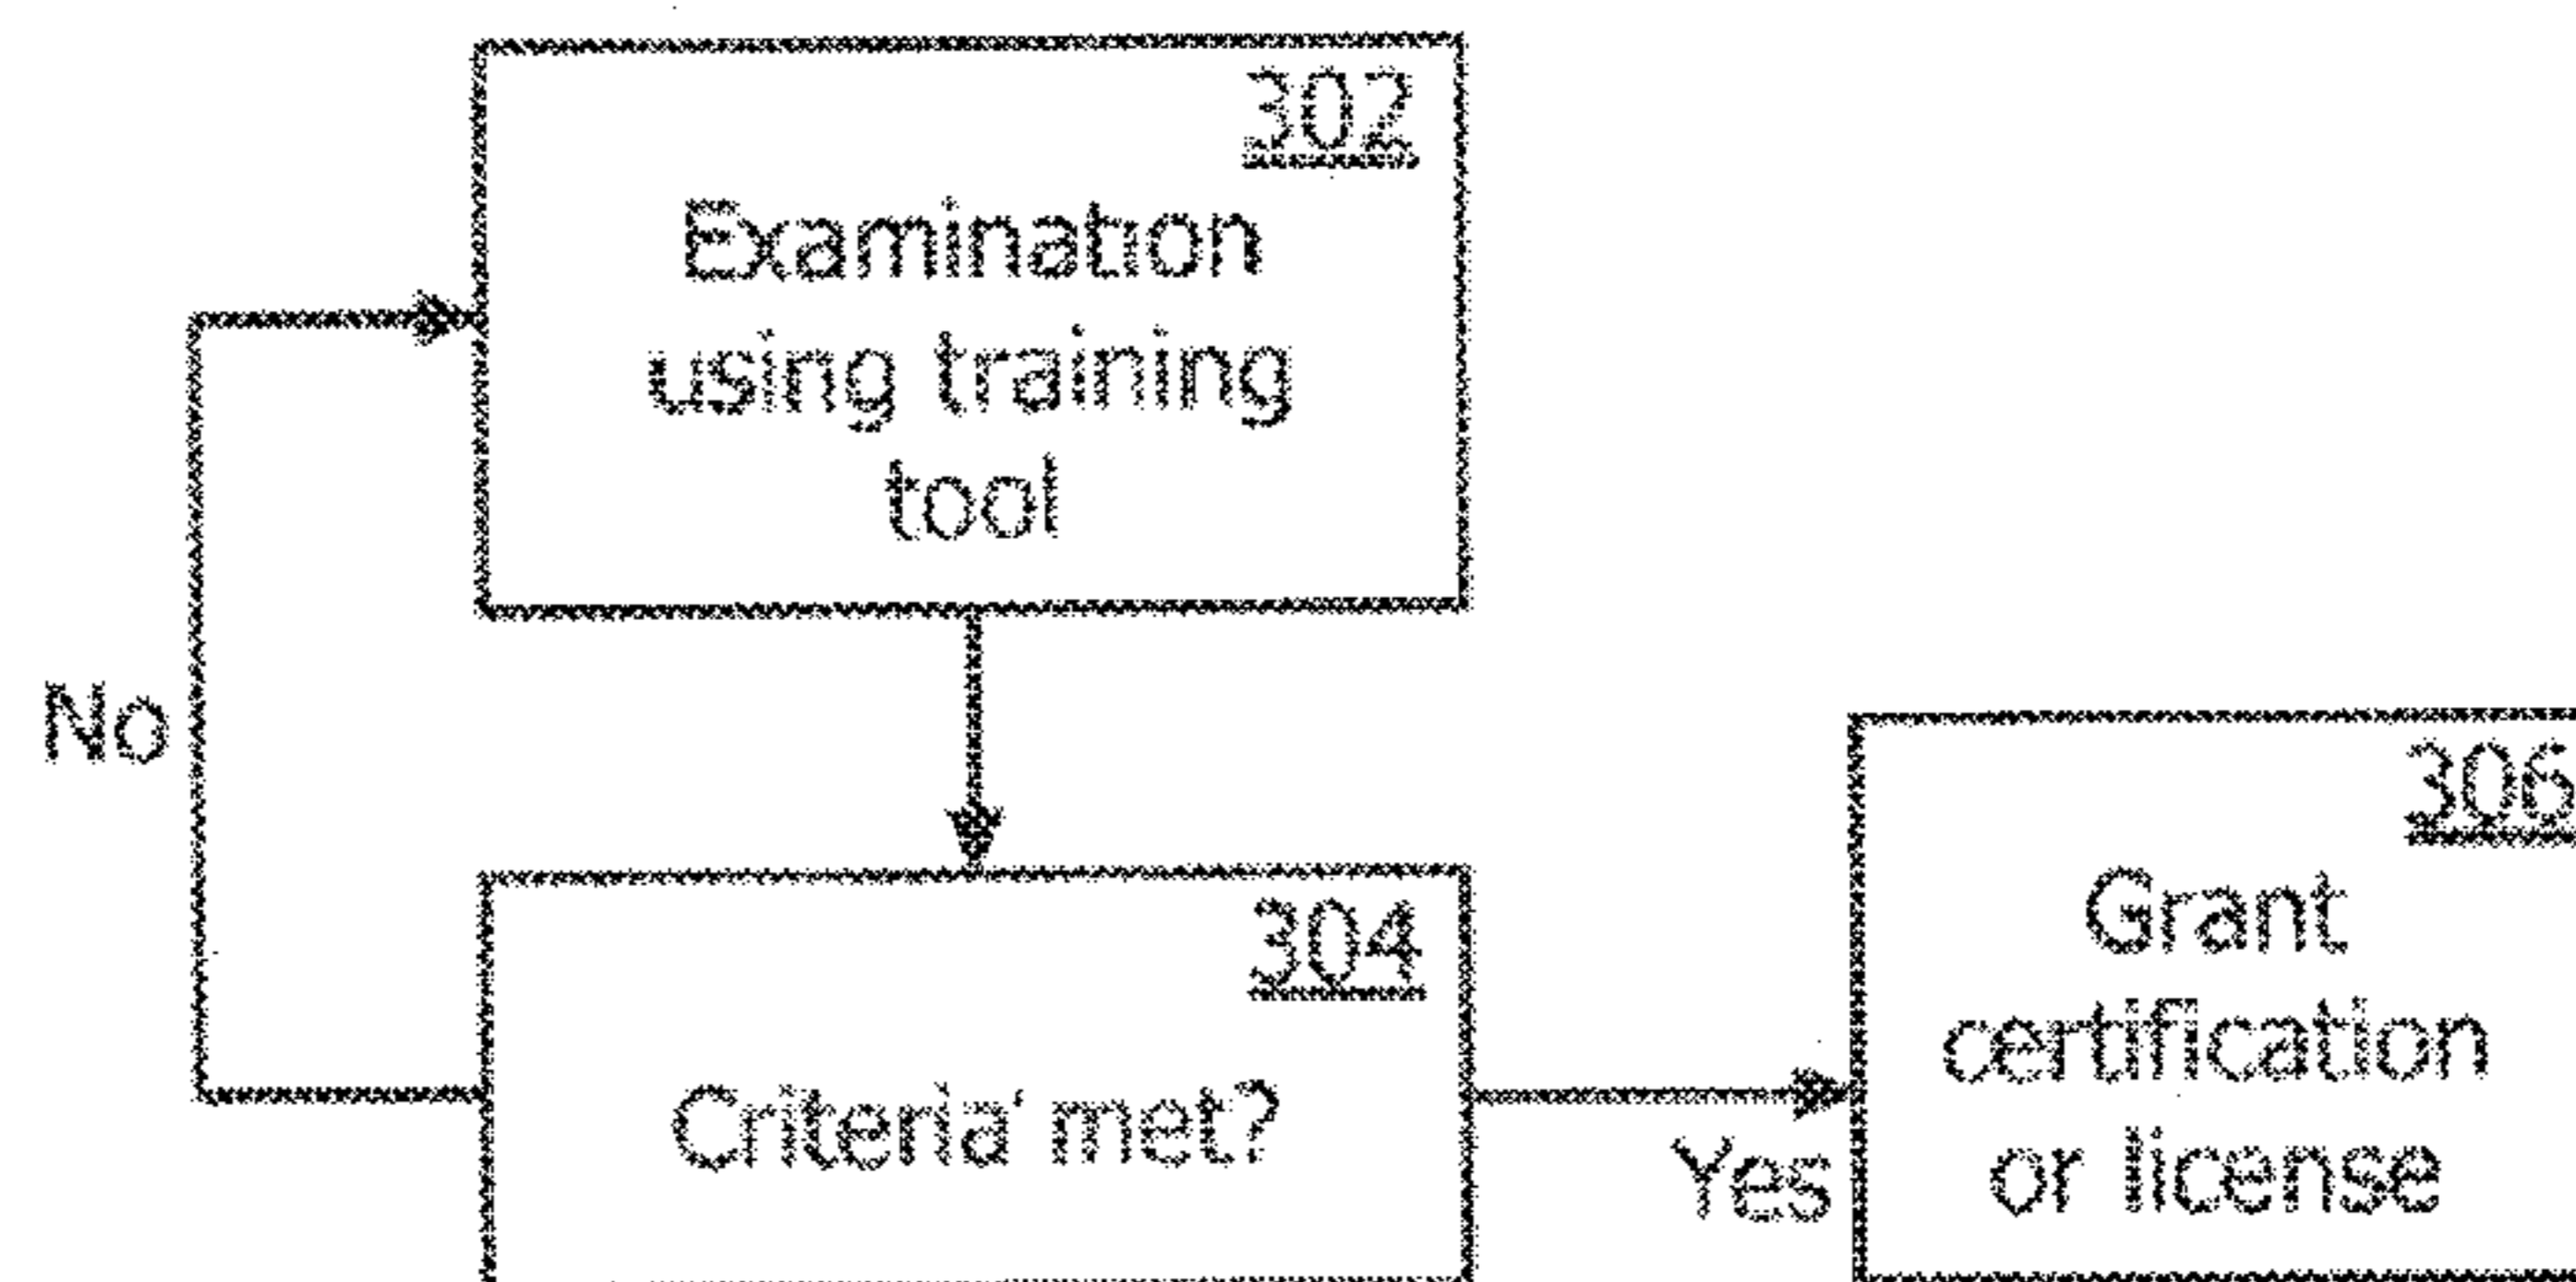 302
Examination
using training
tool
No
304
Criteria met?
Yes
306
Grant
certification
or license